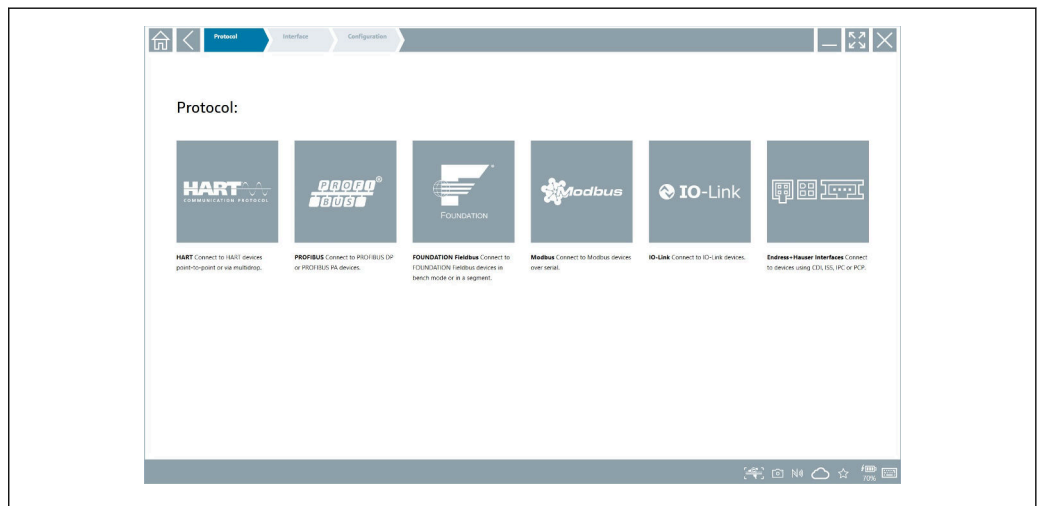 Protocol Interface Configuration
Protocol:
HART
COMMUNICATION PROTOCOL
PROFI
BUS
®
FOUNDATION
Modbus
IO-Link
HART Connect to HART devices
point-to-point or via multidrop.
PROFIBUS Connect to PROFIBUS DP
or PROFIBUS PA devices.
FOUNDATION Fieldbus Connect to
FOUNDATION Fieldbus devices in
bench mode or in a segment.
Modbus Connect to Modbus devices
over serial.
IO-Link Connect to IO-Link devices.
Endress+Hauser Interfaces Connect
to devices using CDI, ISS, IPC or PCP.
70%